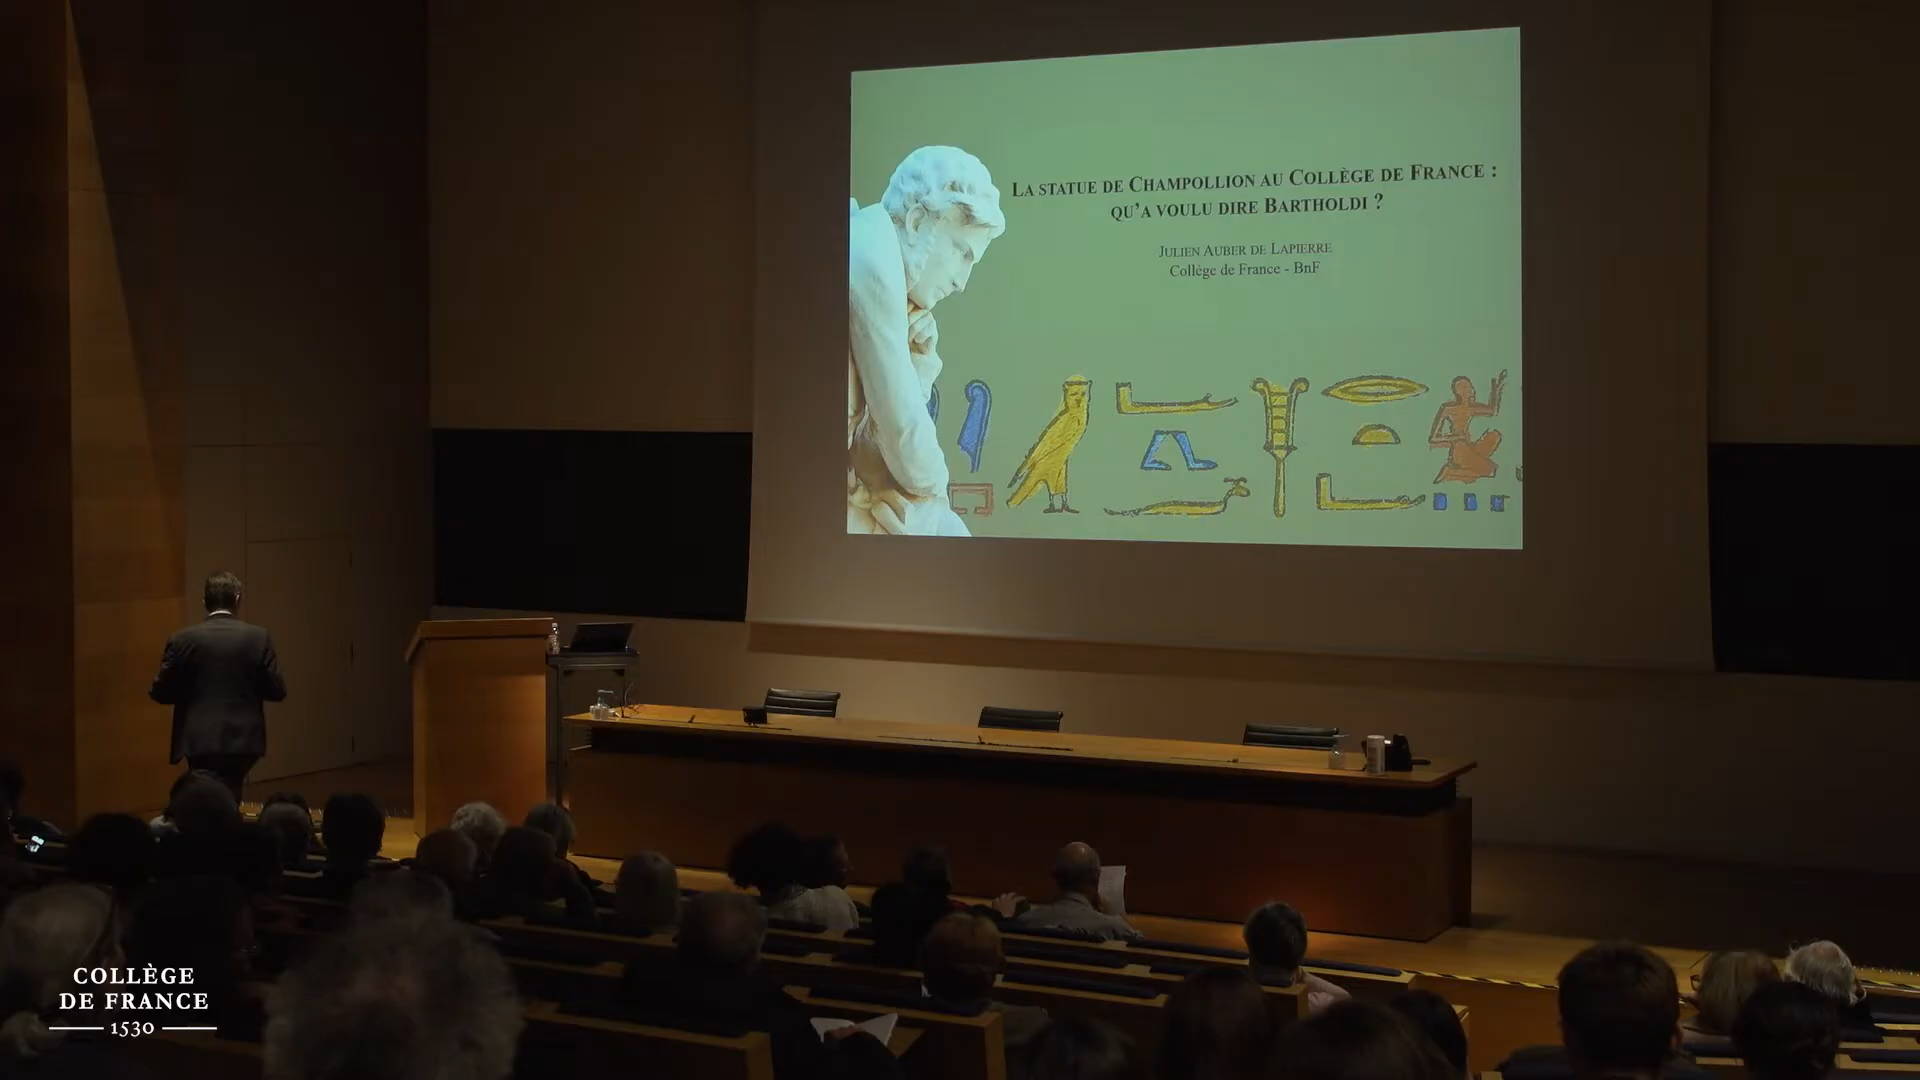 La statue de Champollion au Collège de France :
qu'a voulu dire Bartholdi ?
Julien Auber de Lapierre
Collège de France - BnF
COLLÈGE
DE FRANCE
1530